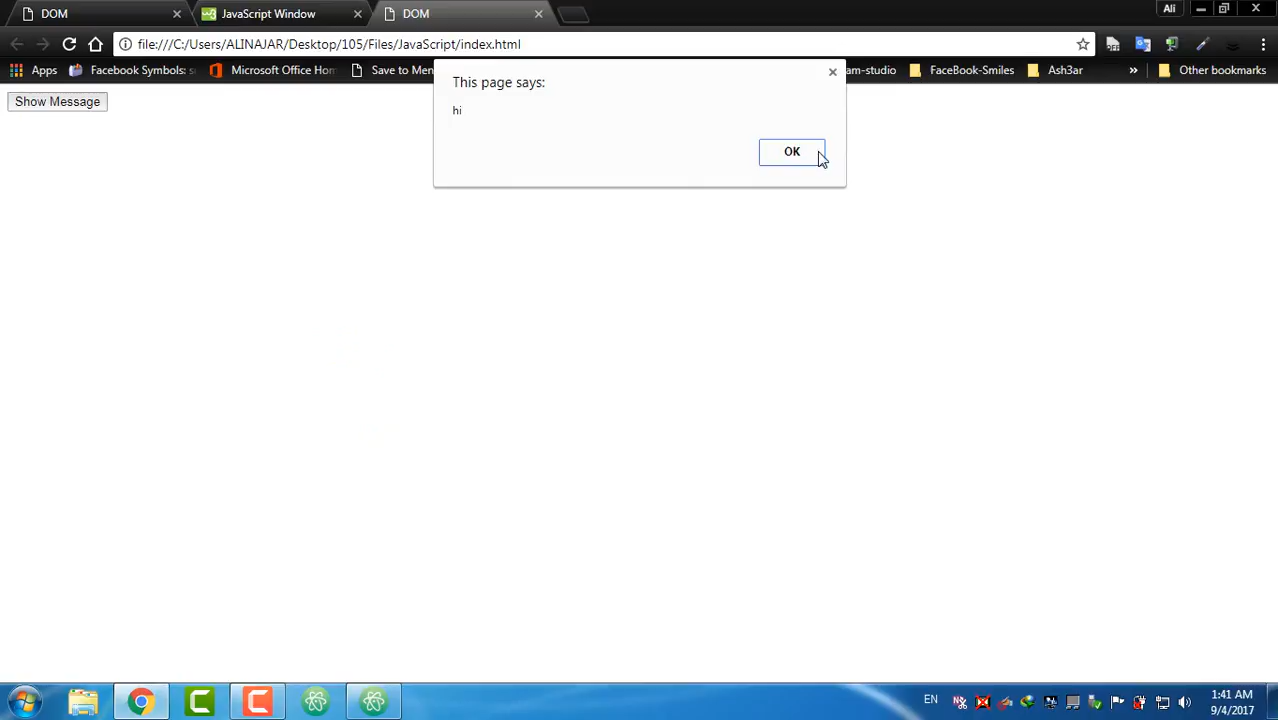 DOM
JavaScript Window
DOM
Ali
file:///C:/Users/ALINAJAR/Desktop/105/Files/JavaScript/index.html
OFF
Apps
Facebook Symbols:
Microsoft Office Hom
Save to Men
am-studio
FaceBook-Smiles
Ash3ar
»
Other bookmarks
Show Message
This page says:
hi
OK
EN
1:41 AM
9/4/2017